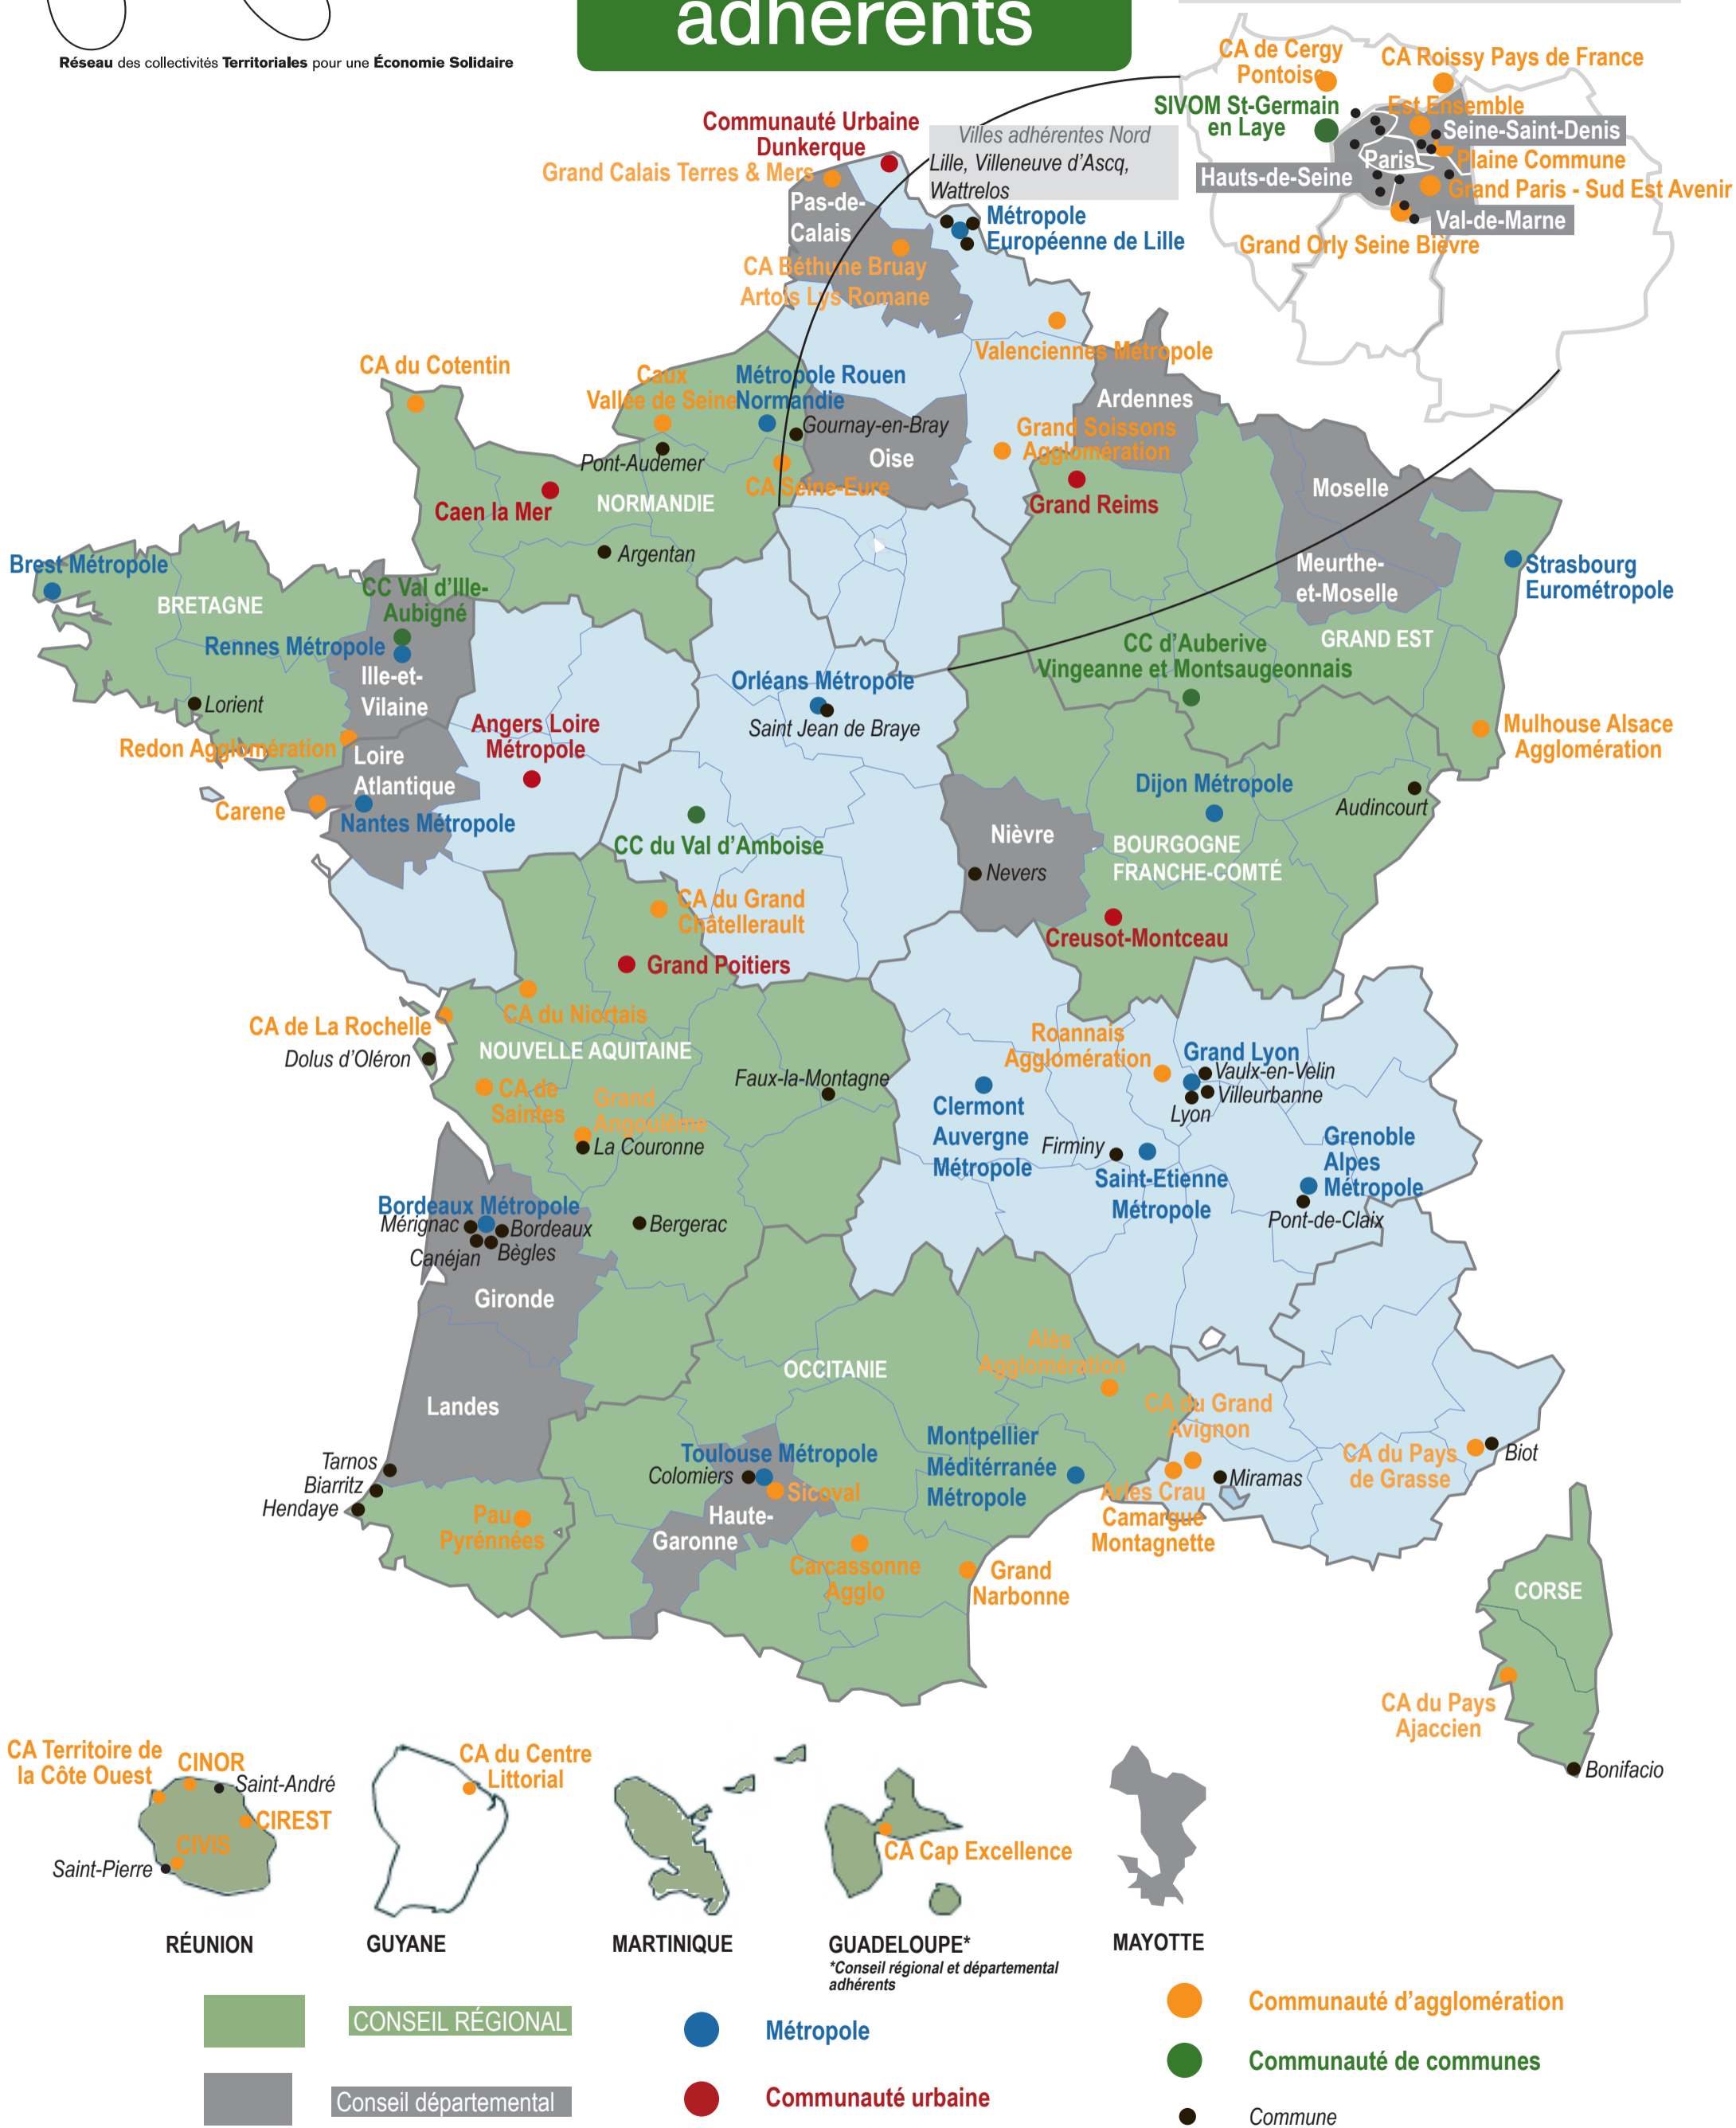 adhérents
Réseau des collectivités Territoriales pour une Économie Solidaire
CA de Cergy
Pontoise
CA Roissy Pays de France
SIVOM St-Germain
en Laye
Est Ensemble
Seine-Saint-Denis
Paris
Plaine Commune
Hauts-de-Seine
Grand Paris - Sud Est Avenir
Val-de-Marne
Grand Orly Seine Bièvre
Communauté Urbaine
Dunkerque
Villes adhérentes Nord
Lille, Villeneuve d'Ascq,
Wattrelos
Grand Calais Terres & Mers
Pas-de-
Calais
Métropole
Européenne de Lille
CA Béthune Bruay
Artois Lys Romane
Valenciennes Métropole
CA du Cotentin
Caux
Vallée de Seine
Métropole Rouen
Normandie
Ardennes
Gournay-en-Bray
Grand Soissons
Agglomération
Oise
Pont-Audemer
CA Seine-Eure
NORMANDIE
Caen la Mer
Grand Reims
Moselle
Argentan
Brest Métropole
BRETAGNE
CC Val d'Ille-
Aubigné
Meurthe-
et-Moselle
Strasbourg
Eurométropole
Rennes Métropole
GRAND EST
CC d'Auberive
Vingeanne et Montsaugeonnais
Ille-et-
Vilaine
Orléans Métropole
Lorient
Saint Jean de Braye
Angers Loire
Métropole
Mulhouse Alsace
Agglomération
Redon Agglomération
Loire
Atlantique
Dijon Métropole
Audincourt
Carene
Nantes Métropole
CC du Val d'Amboise
Nièvre
BOURGOGNE
FRANCHE-COMTÉ
Nevers
CA du Grand
Châtellerault
Creusot-Montceau
Grand Poitiers
CA du Niortais
CA de La Rochelle
Dolus d'Oléron
NOUVELLE AQUITAINE
Roannais
Agglomération
Grand Lyon
Vaulx-en-Velin
Villeurbanne
Lyon
Faux-la-Montagne
CA de
Saintes
Grand
Angoulême
La Couronne
Clermont
Auvergne
Métropole
Firminy
Saint-Etienne
Métropole
Grenoble
Alpes
Métropole
Pont-de-Claix
Bordeaux Métropole
Mérignac
Bordeaux
Canéjan
Bègles
Bergerac
Gironde
Landes
OCCITANIE
Alès
Agglomération
CA du Grand
Avignon
Toulouse Métropole
Colomiers
Sicoval
Montpellier
Méditérranée
Métropole
CA du Pays
de Grasse
Biot
Tarnos
Biarritz
Hendaye
Miramas
Arles Crau
Camargue
Montagnette
Pau
Pyrénnées
Haute-
Garonne
Carcassonne
Agglo
Grand
Narbonne
CORSE
CA du Pays
Ajaccien
Bonifacio
CA Territoire de
la Côte Ouest
CINOR
Saint-André
CIREST
CIVIS
Saint-Pierre
CA du Centre
Littorial
CA Cap Excellence
RÉUNION
GUYANE
MARTINIQUE
GUADELOUPE*
*Conseil régional et départemental
adhérents
MAYOTTE
CONSEIL RÉGIONAL
Conseil départemental
Métropole
Communauté urbaine
Communauté d'agglomération
Communauté de communes
Commune